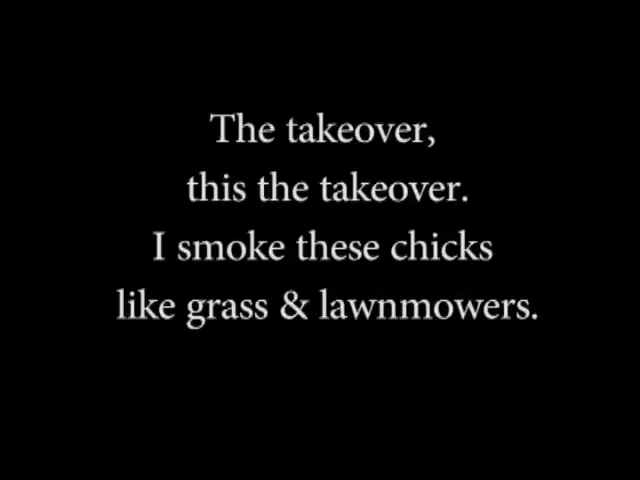 The takeover,
this the takeover.
I smoke these chicks
like grass & lawnmowers.